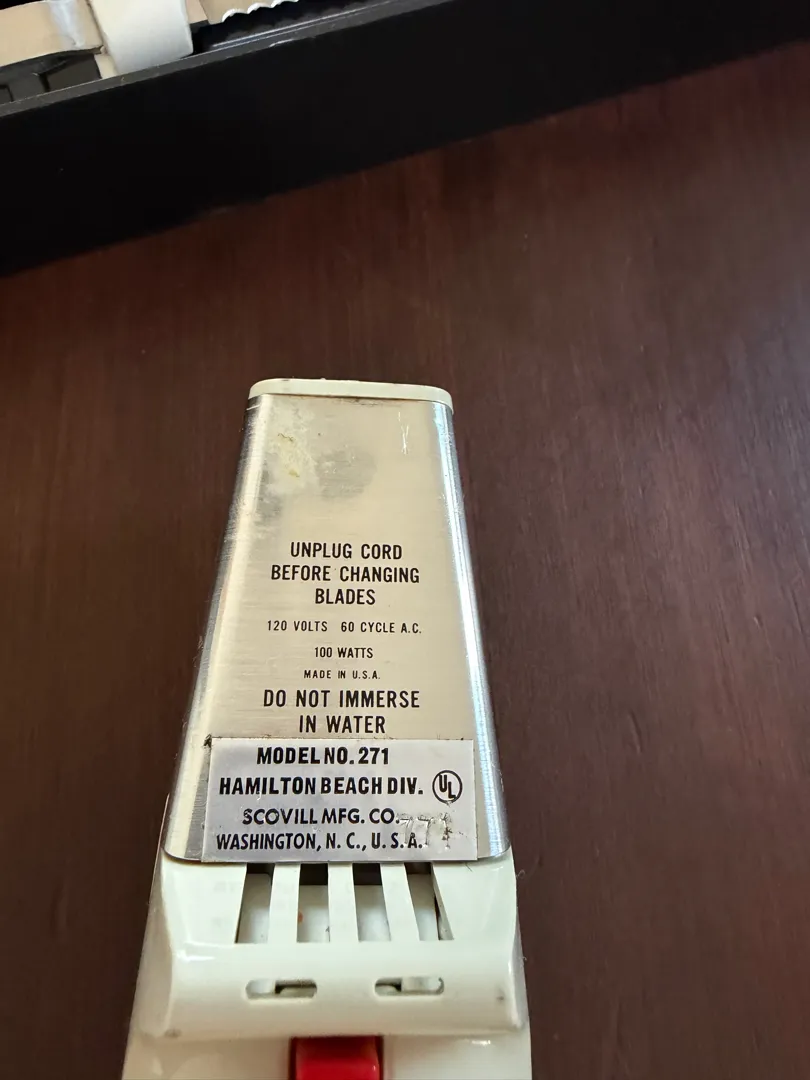 UNPLUG CORD
BEFORE CHANGING
BLADES
120 VOLTS 60 CYCLE A.C.
100 WATTS
MADE IN U.S.A.
DO NOT IMMERSE
IN WATER
MODEL NO. 271
HAMILTON BEACH DIV. UL
SCOVILL MFG. CO.
WASHINGTON, N. C., U. S. A.